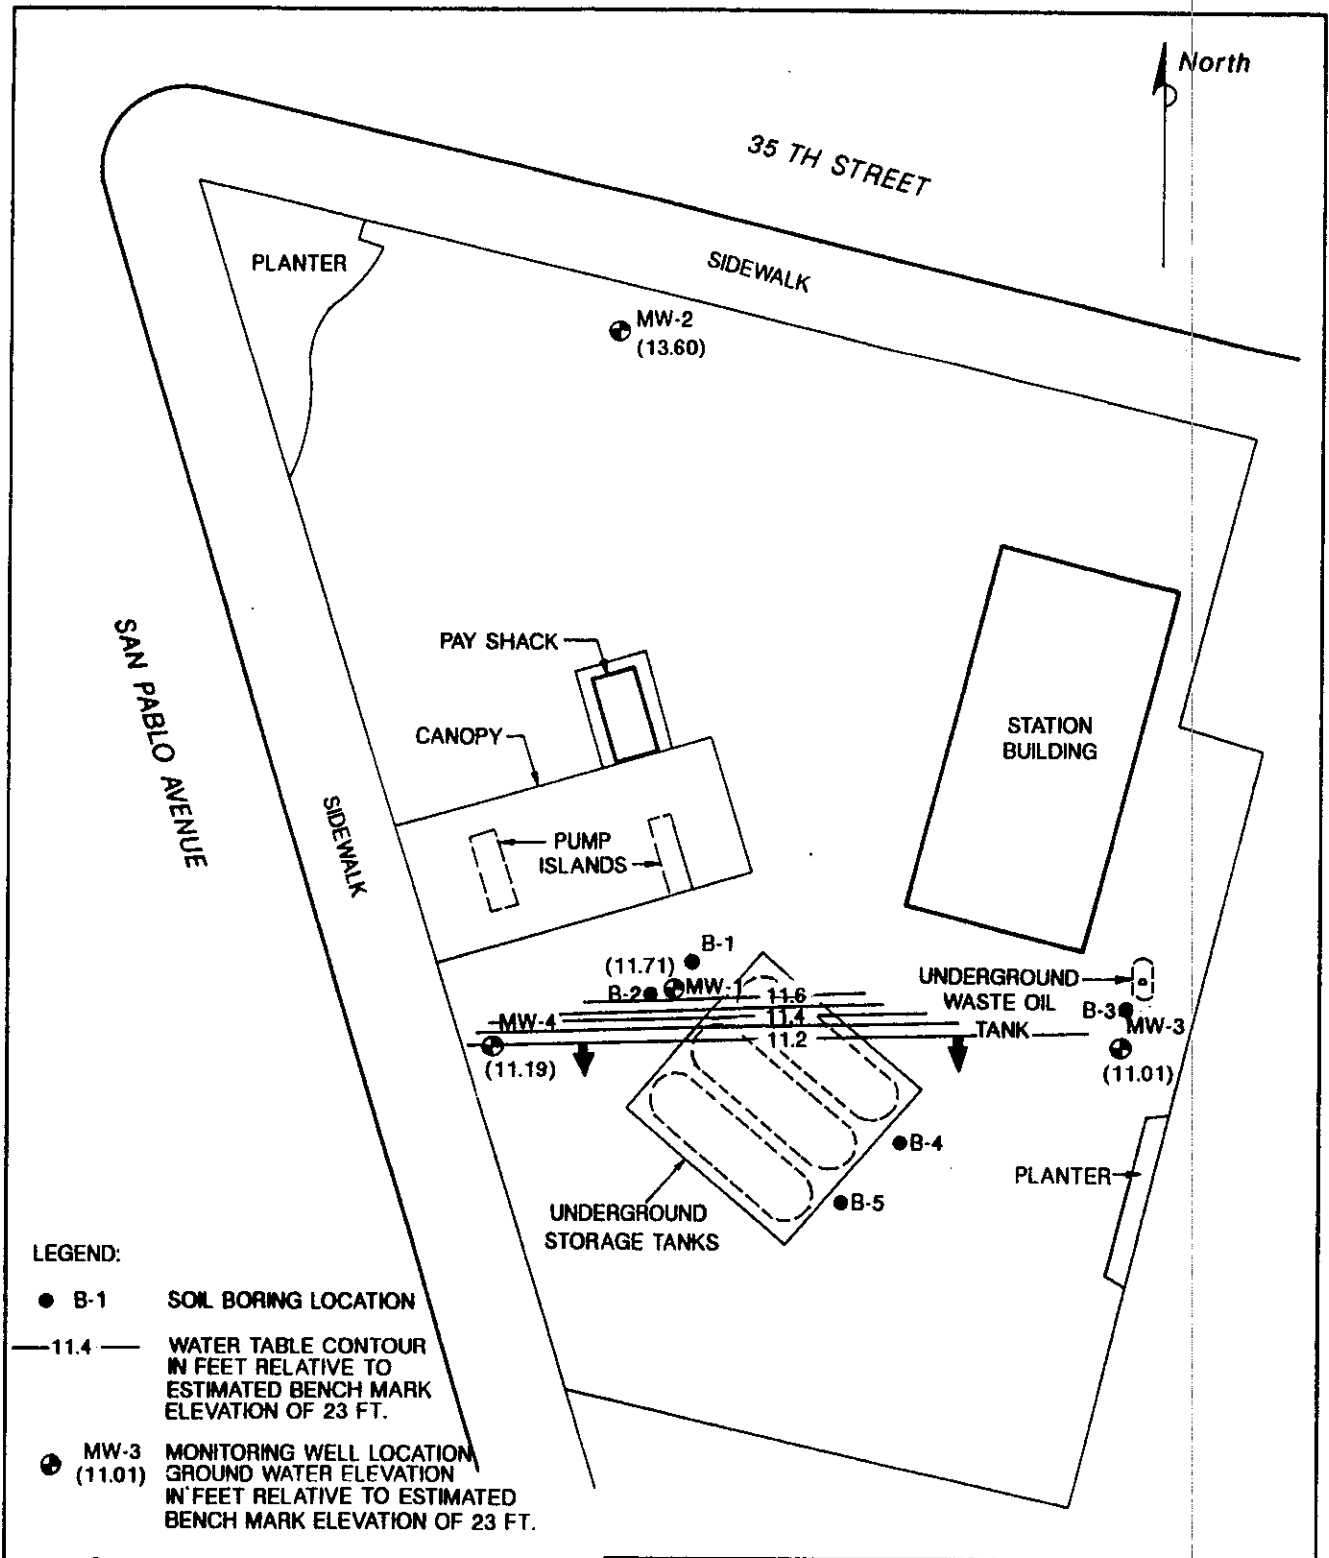 North
35 TH STREET
SIDEWALK
PLANTER
MW-2
(13.60)
SAN PABLO AVENUE
SIDEWALK
PAY SHACK
CANOPY
PUMP
ISLANDS
STATION
BUILDING
B-1
(11.71)
B-2
MW-1
11.6
11.4
11.2
MW-4
(11.19)
UNDERGROUND
WASTE OIL
TANK
B-3
MW-3
(11.01)
B-4
B-5
PLANTER
UNDERGROUND
STORAGE TANKS
LEGEND:
B-1 SOIL BORING LOCATION
11.4 WATER TABLE CONTOUR
IN FEET RELATIVE TO
ESTIMATED BENCH MARK
ELEVATION OF 23 FT.
MW-3 MONITORING WELL LOCATION
(11.01) GROUND WATER ELEVATION
IN FEET RELATIVE TO ESTIMATED
BENCH MARK ELEVATION OF 23 FT.